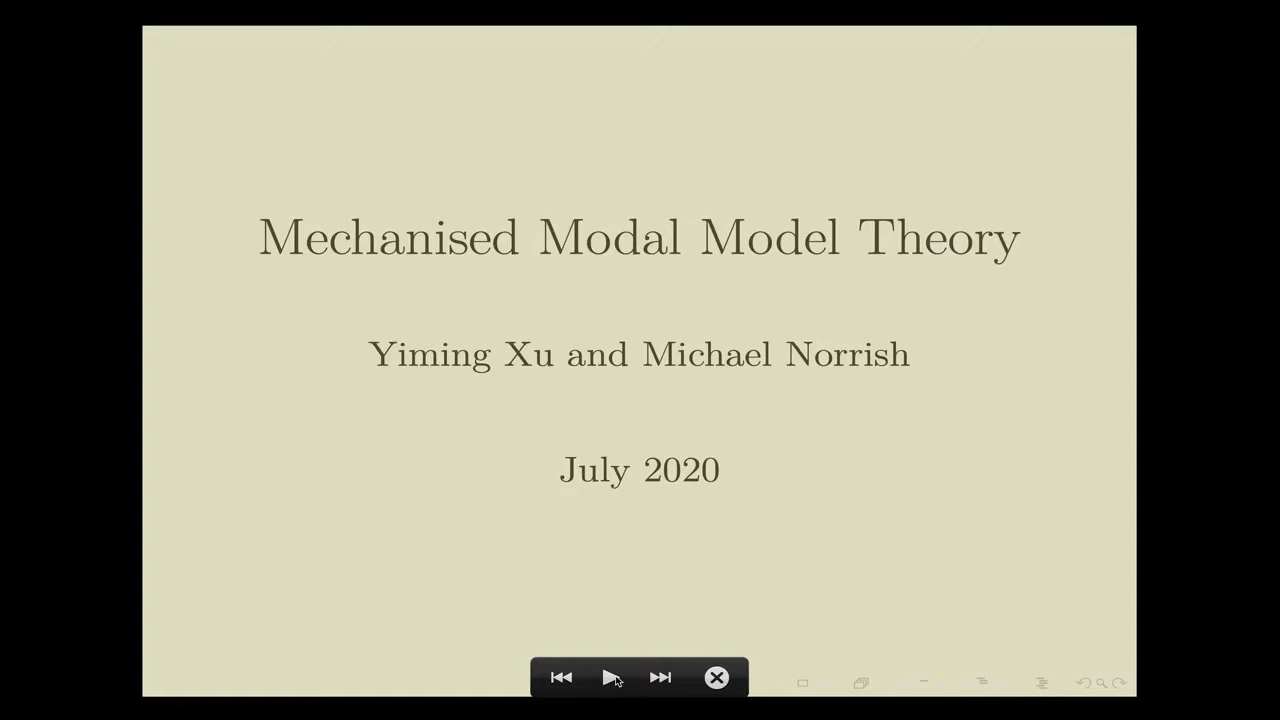 Mechanised Modal Model Theory
Yiming Xu and Michael Norrish
July 2020